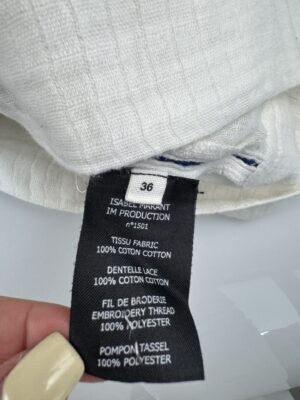 36
ISABEL MARANT
IM PRODUCTION
n°1501
TISSU FABRIC
100% COTON COTTON
DENTELLE LACE
100% COTON COTTON
FIL DE BRODERIE
EMBROIDERY THREAD
100% POLYESTER
POMPON TASSEL
100% POLYESTER